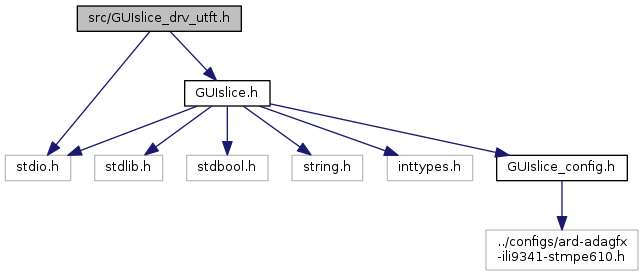 src/GUIslice_drv_utft.h
GUIslice.h
stdio.h
stdlib.h
stdbool.h
string.h
inttypes.h
GUIslice_config.h
../configs/ard-adagfx
-ili9341-stmpe610.h